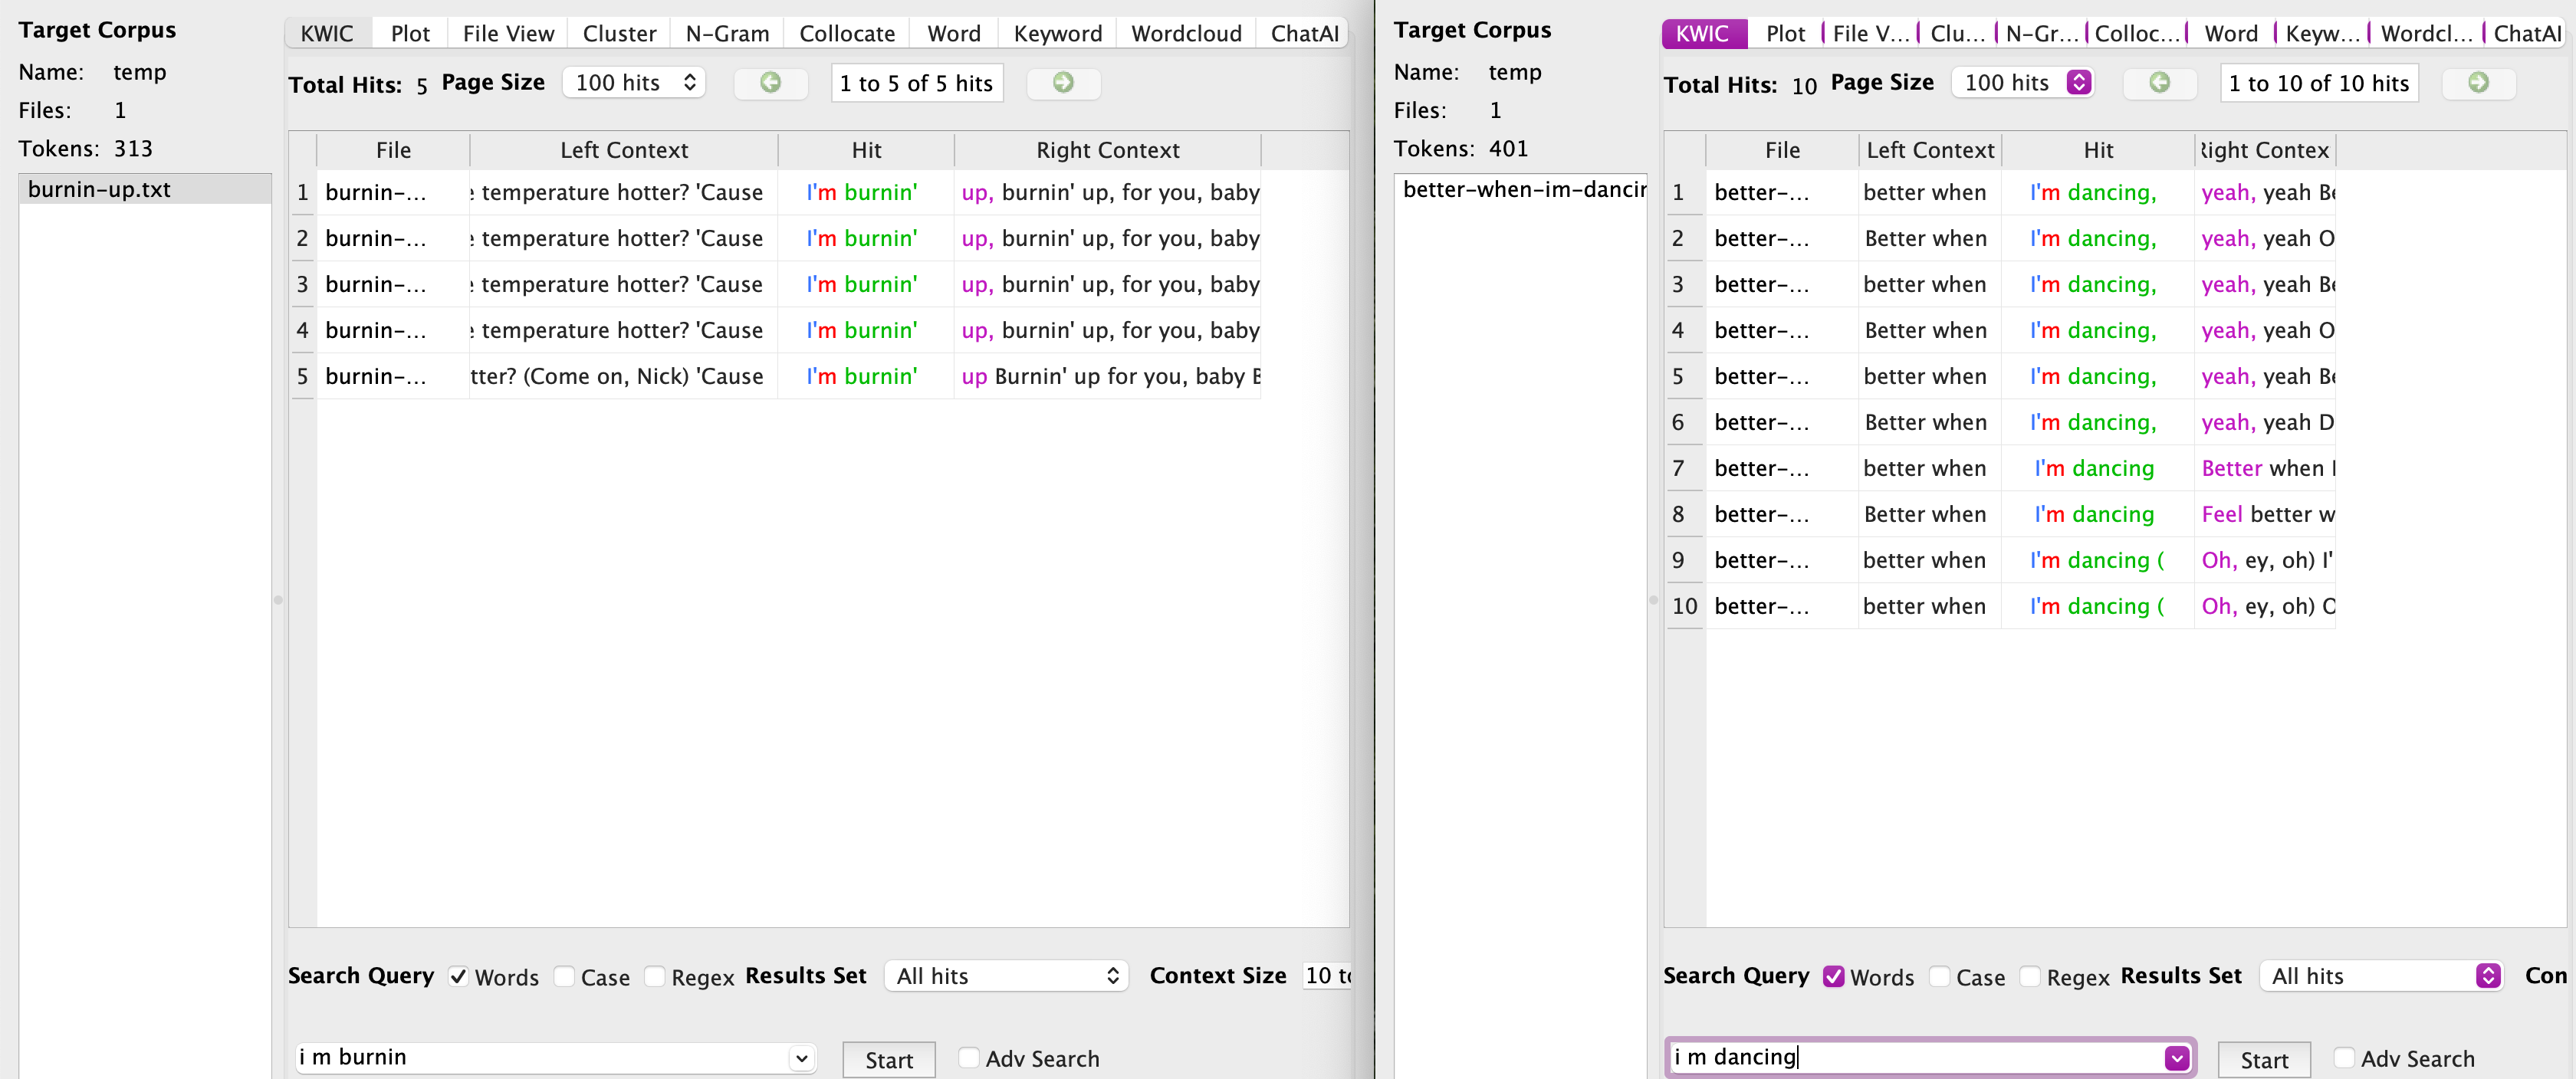 Target Corpus
Name: temp
Files: 1
Tokens: 313
burnin-up.txt
KWIC Plot File View Cluster N-Gram Collocate Word Keyword Wordcloud ChatAI
Total Hits: 5 Page Size 100 hits 1 to 5 of 5 hits
File Left Context Hit Right Context
1 burnin-... e temperature hotter? 'Cause I'm burnin' up, burnin' up, for you, baby
2 burnin-... e temperature hotter? 'Cause I'm burnin' up, burnin' up, for you, baby
3 burnin-... e temperature hotter? 'Cause I'm burnin' up, burnin' up, for you, baby
4 burnin-... e temperature hotter? 'Cause I'm burnin' up, burnin' up, for you, baby
5 burnin-... tter? (Come on, Nick) 'Cause I'm burnin' up Burnin' up for you, baby B
Search Query Words Case Regex Results Set All hits Context Size 10 to
i m burnin Start Adv Search
Target Corpus
Name: temp
Files: 1
Tokens: 401
better-when-im-dancin
KWIC Plot File V... Clu... N-Gr... Colloc... Word Keyw... Wordcl... ChatAI
Total Hits: 10 Page Size 100 hits 1 to 10 of 10 hits
File Left Context Hit Right Contex
1 better-... better when I'm dancing, yeah, yeah Be
2 better-... Better when I'm dancing, yeah, yeah O
3 better-... better when I'm dancing, yeah, yeah Be
4 better-... Better when I'm dancing, yeah, yeah O
5 better-... better when I'm dancing, yeah, yeah Be
6 better-... Better when I'm dancing, yeah, yeah D
7 better-... better when I'm dancing Better when I
8 better-... Better when I'm dancing Feel better w
9 better-... better when I'm dancing ( Oh, ey, oh) I'
10 better-... better when I'm dancing ( Oh, ey, oh) O
Search Query Words Case Regex Results Set All hits Con
i m dancing Start Adv Search